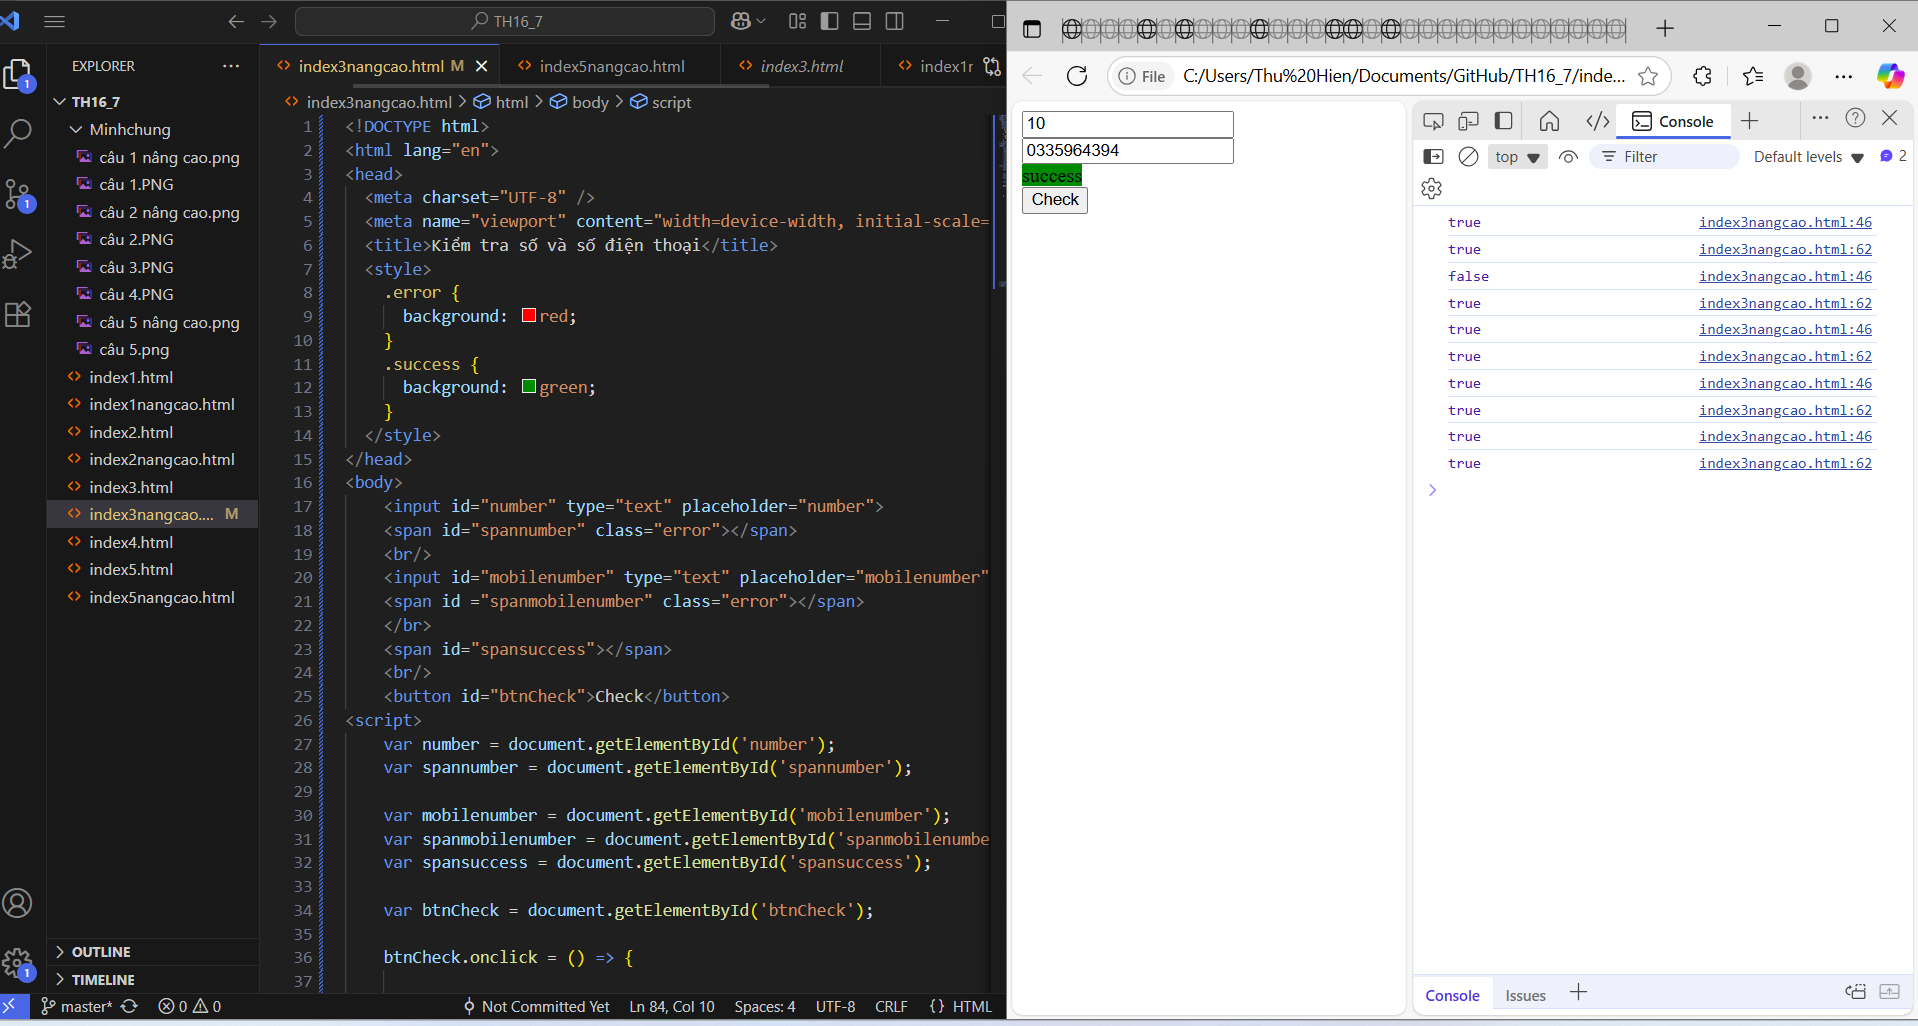 TH16_7
EXPLORER
TH16_7
Minhchung
câu 1 nâng cao.png
câu 1.PNG
câu 2 nâng cao.png
câu 2.PNG
câu 3.PNG
câu 4.PNG
câu 5 nâng cao.png
câu 5.png
index1.html
index1nangcao.html
index2.html
index2nangcao.html
index3.html
index3nangcao.... M
index4.html
index5.html
index5nangcao.html
OUTLINE
TIMELINE
1
1
1
index3nangcao.html M
index5nangcao.html
index3.html
index1r
index3nangcao.html > html > body > script
1 <!DOCTYPE html>
2 <html lang="en">
3 <head>
4 <meta charset="UTF-8" />
5 <meta name="viewport" content="width=device-width, initial-scale=
6 <title>Kiểm tra số và số điện thoại</title>
7 <style>
8 .error {
9 background: red;
10 }
11 .success {
12 background: green;
13 }
14 </style>
15 </head>
16 <body>
17 <input id="number" type="text" placeholder="number">
18 <span id="spannumber" class="error"></span>
19 <br/>
20 <input id="mobilenumber" type="text" placeholder="mobilenumber"
21 <span id ="spanmobilenumber" class="error"></span>
22 </br>
23 <span id="spansuccess"></span>
24 <br/>
25 <button id="btnCheck">Check</button>
26 <script>
27 var number = document.getElementById('number');
28 var spannumber = document.getElementById('spannumber');
29
30 var mobilenumber = document.getElementById('mobilenumber');
31 var spanmobilenumber = document.getElementById('spanmobilenumbe
32 var spansuccess = document.getElementById('spansuccess');
33
34 var btnCheck = document.getElementById('btnCheck');
35
36 btnCheck.onclick = () => {
37
master* 0 0 Not Committed Yet Ln 84, Col 10 Spaces: 4 UTF-8 CRLF {} HTML
File C:/Users/Thu%20Hien/Documents/GitHub/TH16_7/inde...
10
0335964394
success
Check
Console
top Filter Default levels 2
true index3nangcao.html:46
true index3nangcao.html:62
false index3nangcao.html:46
true index3nangcao.html:62
true index3nangcao.html:46
true index3nangcao.html:62
true index3nangcao.html:46
true index3nangcao.html:62
true index3nangcao.html:46
true index3nangcao.html:62
Console Issues